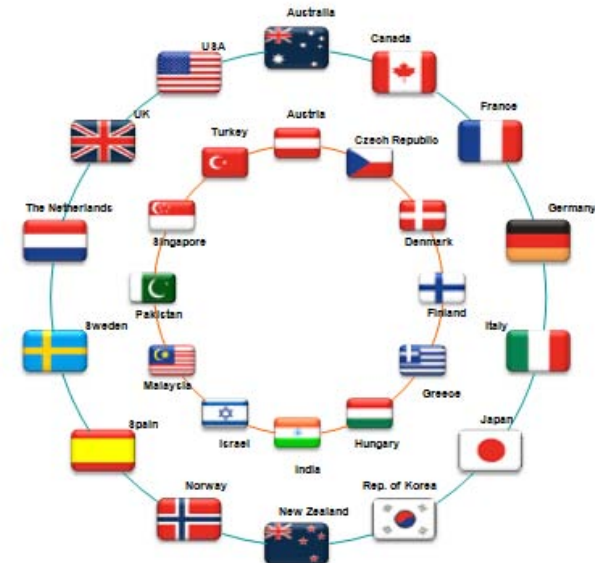 Australia
USA
Canada
UK
France
Austria
Turkey
Czech Republic
The Netherlands
Germany
Singapore
Denmark
Pakistan
Finland
Sweden
Italy
Malaysia
Greece
Spain
Japan
Israel
Hungary
India
Norway
Rep. of Korea
New Zealand